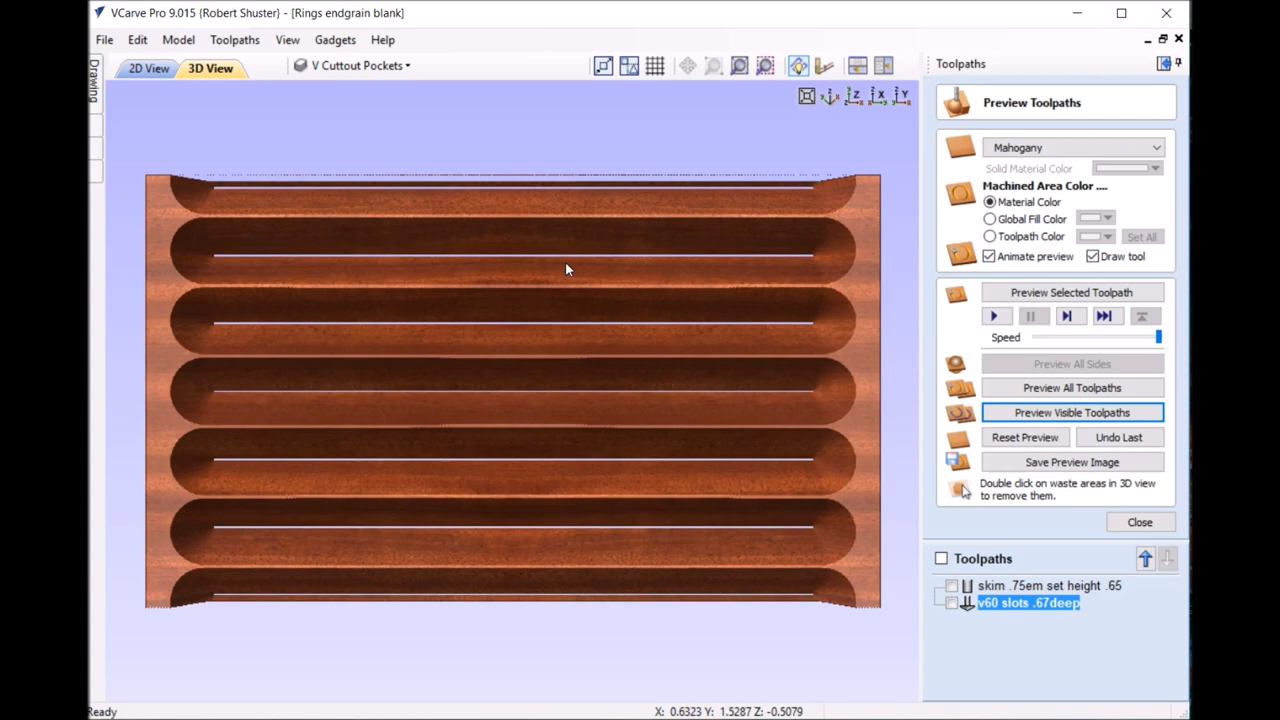 VCarve Pro 9.015 {Robert Shuster} - [Rings endgrain blank]
File Edit Model Toolpaths View Gadgets Help
Drawing
2D View 3D View V Cuttout Pockets
Z X Y
Toolpaths
Preview Toolpaths
Mahogany
Solid Material Color
Machined Area Color ....
Material Color
Global Fill Color
Toolpath Color Set All
Animate preview Draw tool
Preview Selected Toolpath
Speed
Preview All Sides
Preview All Toolpaths
Preview Visible Toolpaths
Reset Preview Undo Last
Save Preview Image
Double click on waste areas in 3D view
to remove them.
Close
Toolpaths
skim .75em set height .65
v60 slots .67deep
Ready X: 0.6323 Y: 1.5287 Z: -0.5079